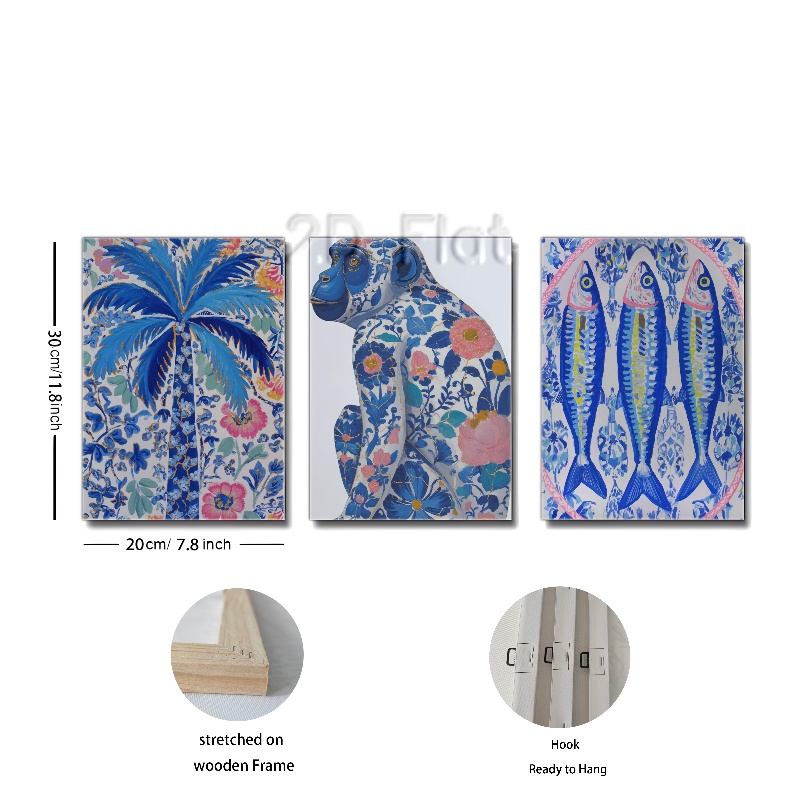 2D Flat
30cm/11.8inch
20cm/ 7.8 inch
stretched on
wooden Frame
Hook
Ready to Hang